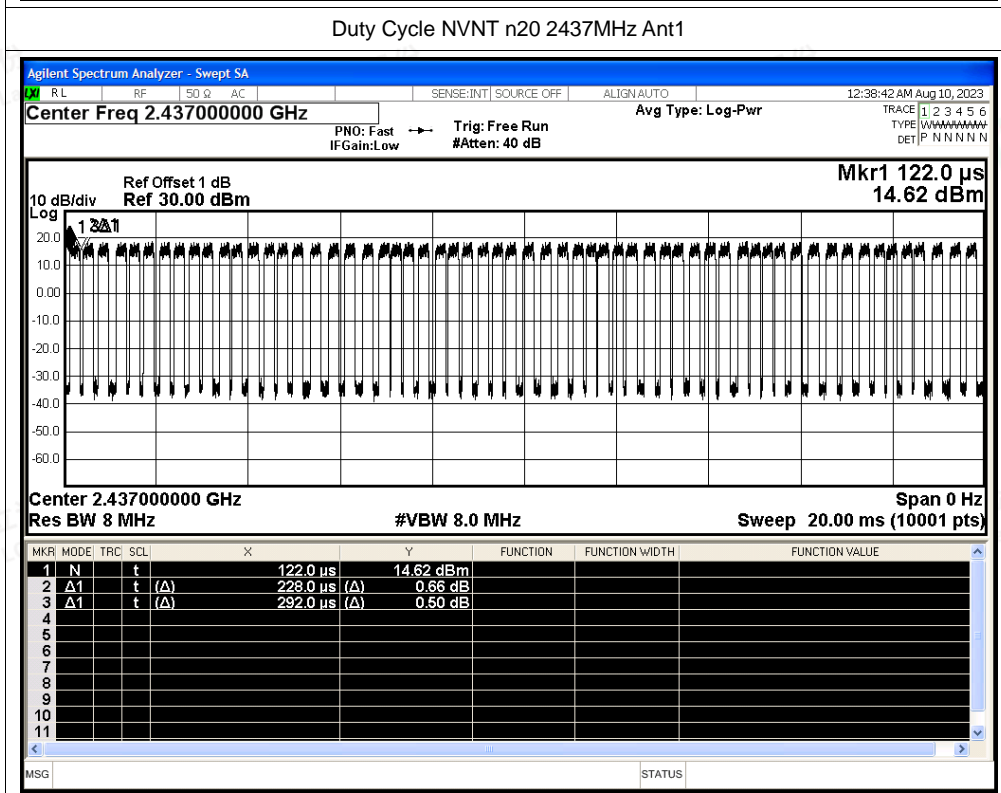 Duty Cycle NVNT n20 2437MHz Ant1
Agilent Spectrum Analyzer - Swept SA
LXI RL RF 50 Ω AC SENSE:INT SOURCE OFF ALIGN AUTO 12:38:42 AM Aug 10, 2023
Center Freq 2.437000000 GHz Avg Type: Log-Pwr TRACE 1 2 3 4 5 6
PNO: Fast Trig: Free Run TYPE WWWWWW
IFGain:Low #Atten: 40 dB DET P N N N N N
Mkr1 122.0 µs
Ref Offset 1 dB 14.62 dBm
10 dB/div Ref 30.00 dBm
Log
1 2Δ1
20.0
10.0
0.00
-10.0
-20.0
-30.0
-40.0
-50.0
-60.0
Center 2.437000000 GHz Span 0 Hz
Res BW 8 MHz #VBW 8.0 MHz Sweep 20.00 ms (10001 pts)
MKR MODE TRC SCL X Y FUNCTION FUNCTION WIDTH FUNCTION VALUE
1 N t 122.0 µs 14.62 dBm
2 Δ1 t (Δ) 228.0 µs (Δ) 0.66 dB
3 Δ1 t (Δ) 292.0 µs (Δ) 0.50 dB
4
5
6
7
8
9
10
11
MSG STATUS